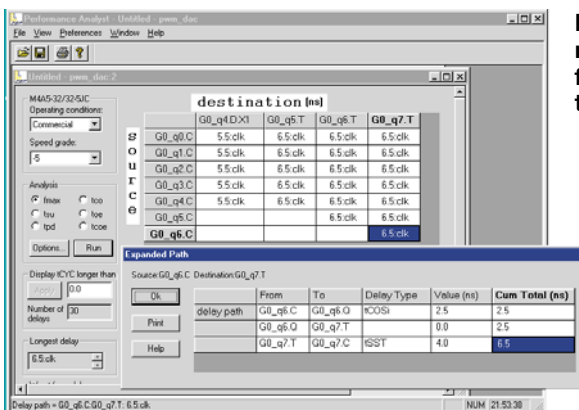 Performance Analyst - Untitled - pwm_dac
File View Preferences Window Help
Untitled - pwm_dac:2
M4A5-32/32-5JC
Operating conditions:
Commercial
Speed grade:
-5
Analysis
fmax tco
tsu toe
tpd tcoe
Options... Run
Display tCYC longer than
Apply 0.0
Number of delays 30
Longest delay
6.5:clk
destination (ns)
source
G0_q4.DX1 G0_q5.T G0_q6.T G0_q7.T
G0_q0.C 5.5:clk 6.5:clk 6.5:clk 6.5:clk
G0_q1.C 5.5:clk 6.5:clk 6.5:clk 6.5:clk
G0_q2.C 5.5:clk 6.5:clk 6.5:clk 6.5:clk
G0_q3.C 5.5:clk 6.5:clk 6.5:clk 6.5:clk
G0_q4.C 5.5:clk 6.5:clk 6.5:clk 6.5:clk
G0_q5.C 6.5:clk 6.5:clk
G0_q6.C 6.5:clk
Expanded Path
Source:G0_q6.C Destination:G0_q7.T
Ok
Print
Help
From To Delay Type Value (ns) Cum Total (ns)
delay path G0_q6.C G0_q6.Q tCOSi 2.5 2.5
G0_q6.Q G0_q7.T 0.0 2.5
G0_q7.T G0_q7.C tSST 4.0 6.5
Delay path = G0_q6.C:G0_q7.T: 6.5:clk
NUM 21:53:38